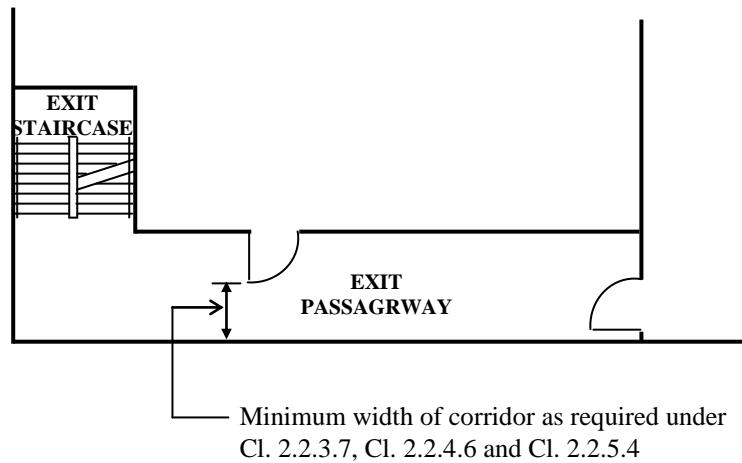 EXIT
STAIRCASE
EXIT
PASSAGRWAY
Minimum width of corridor as required under
Cl. 2.2.3.7, Cl. 2.2.4.6 and Cl. 2.2.5.4